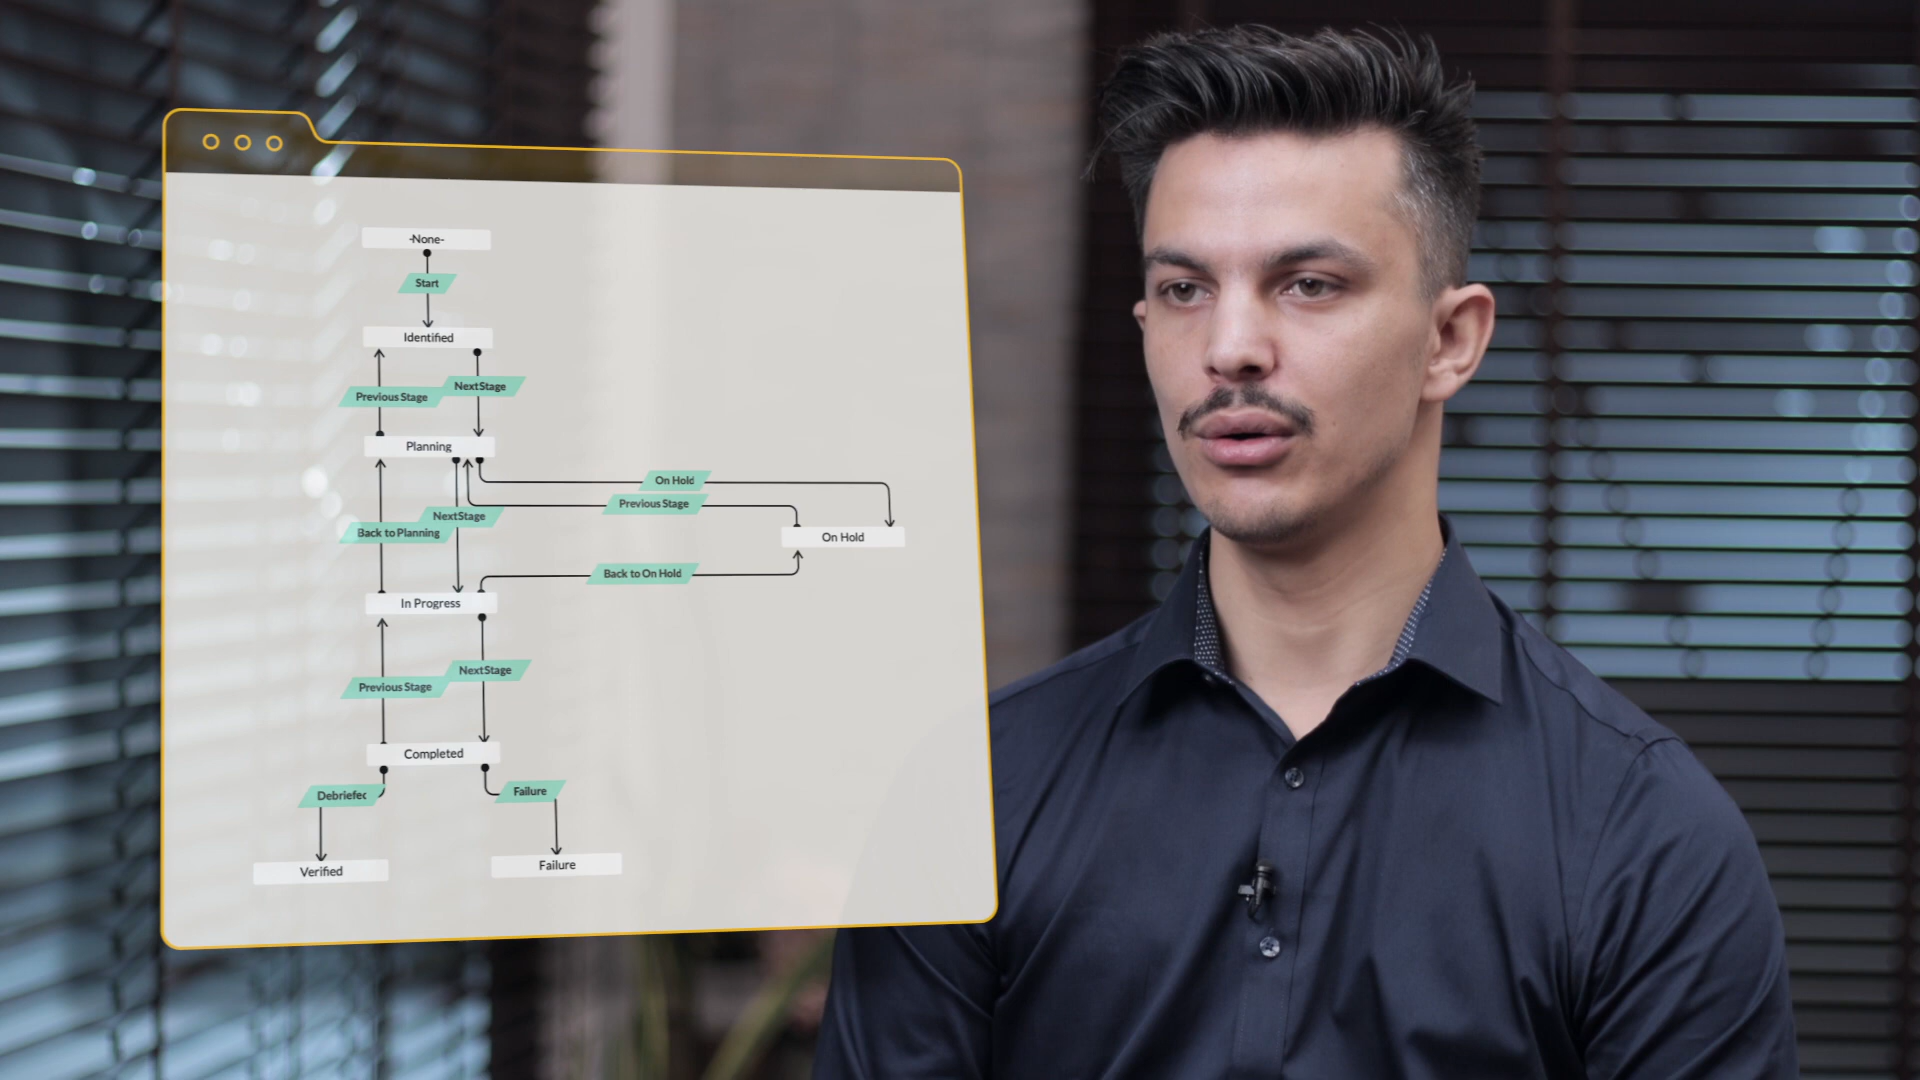 -None-
Start
Identified
NextStage
Previous Stage
Planning
On Hold
Previous Stage
NextStage
Back to Planning
On Hold
Back to On Hold
In Progress
NextStage
Previous Stage
Completed
Debriefec
Failure
Verified
Failure